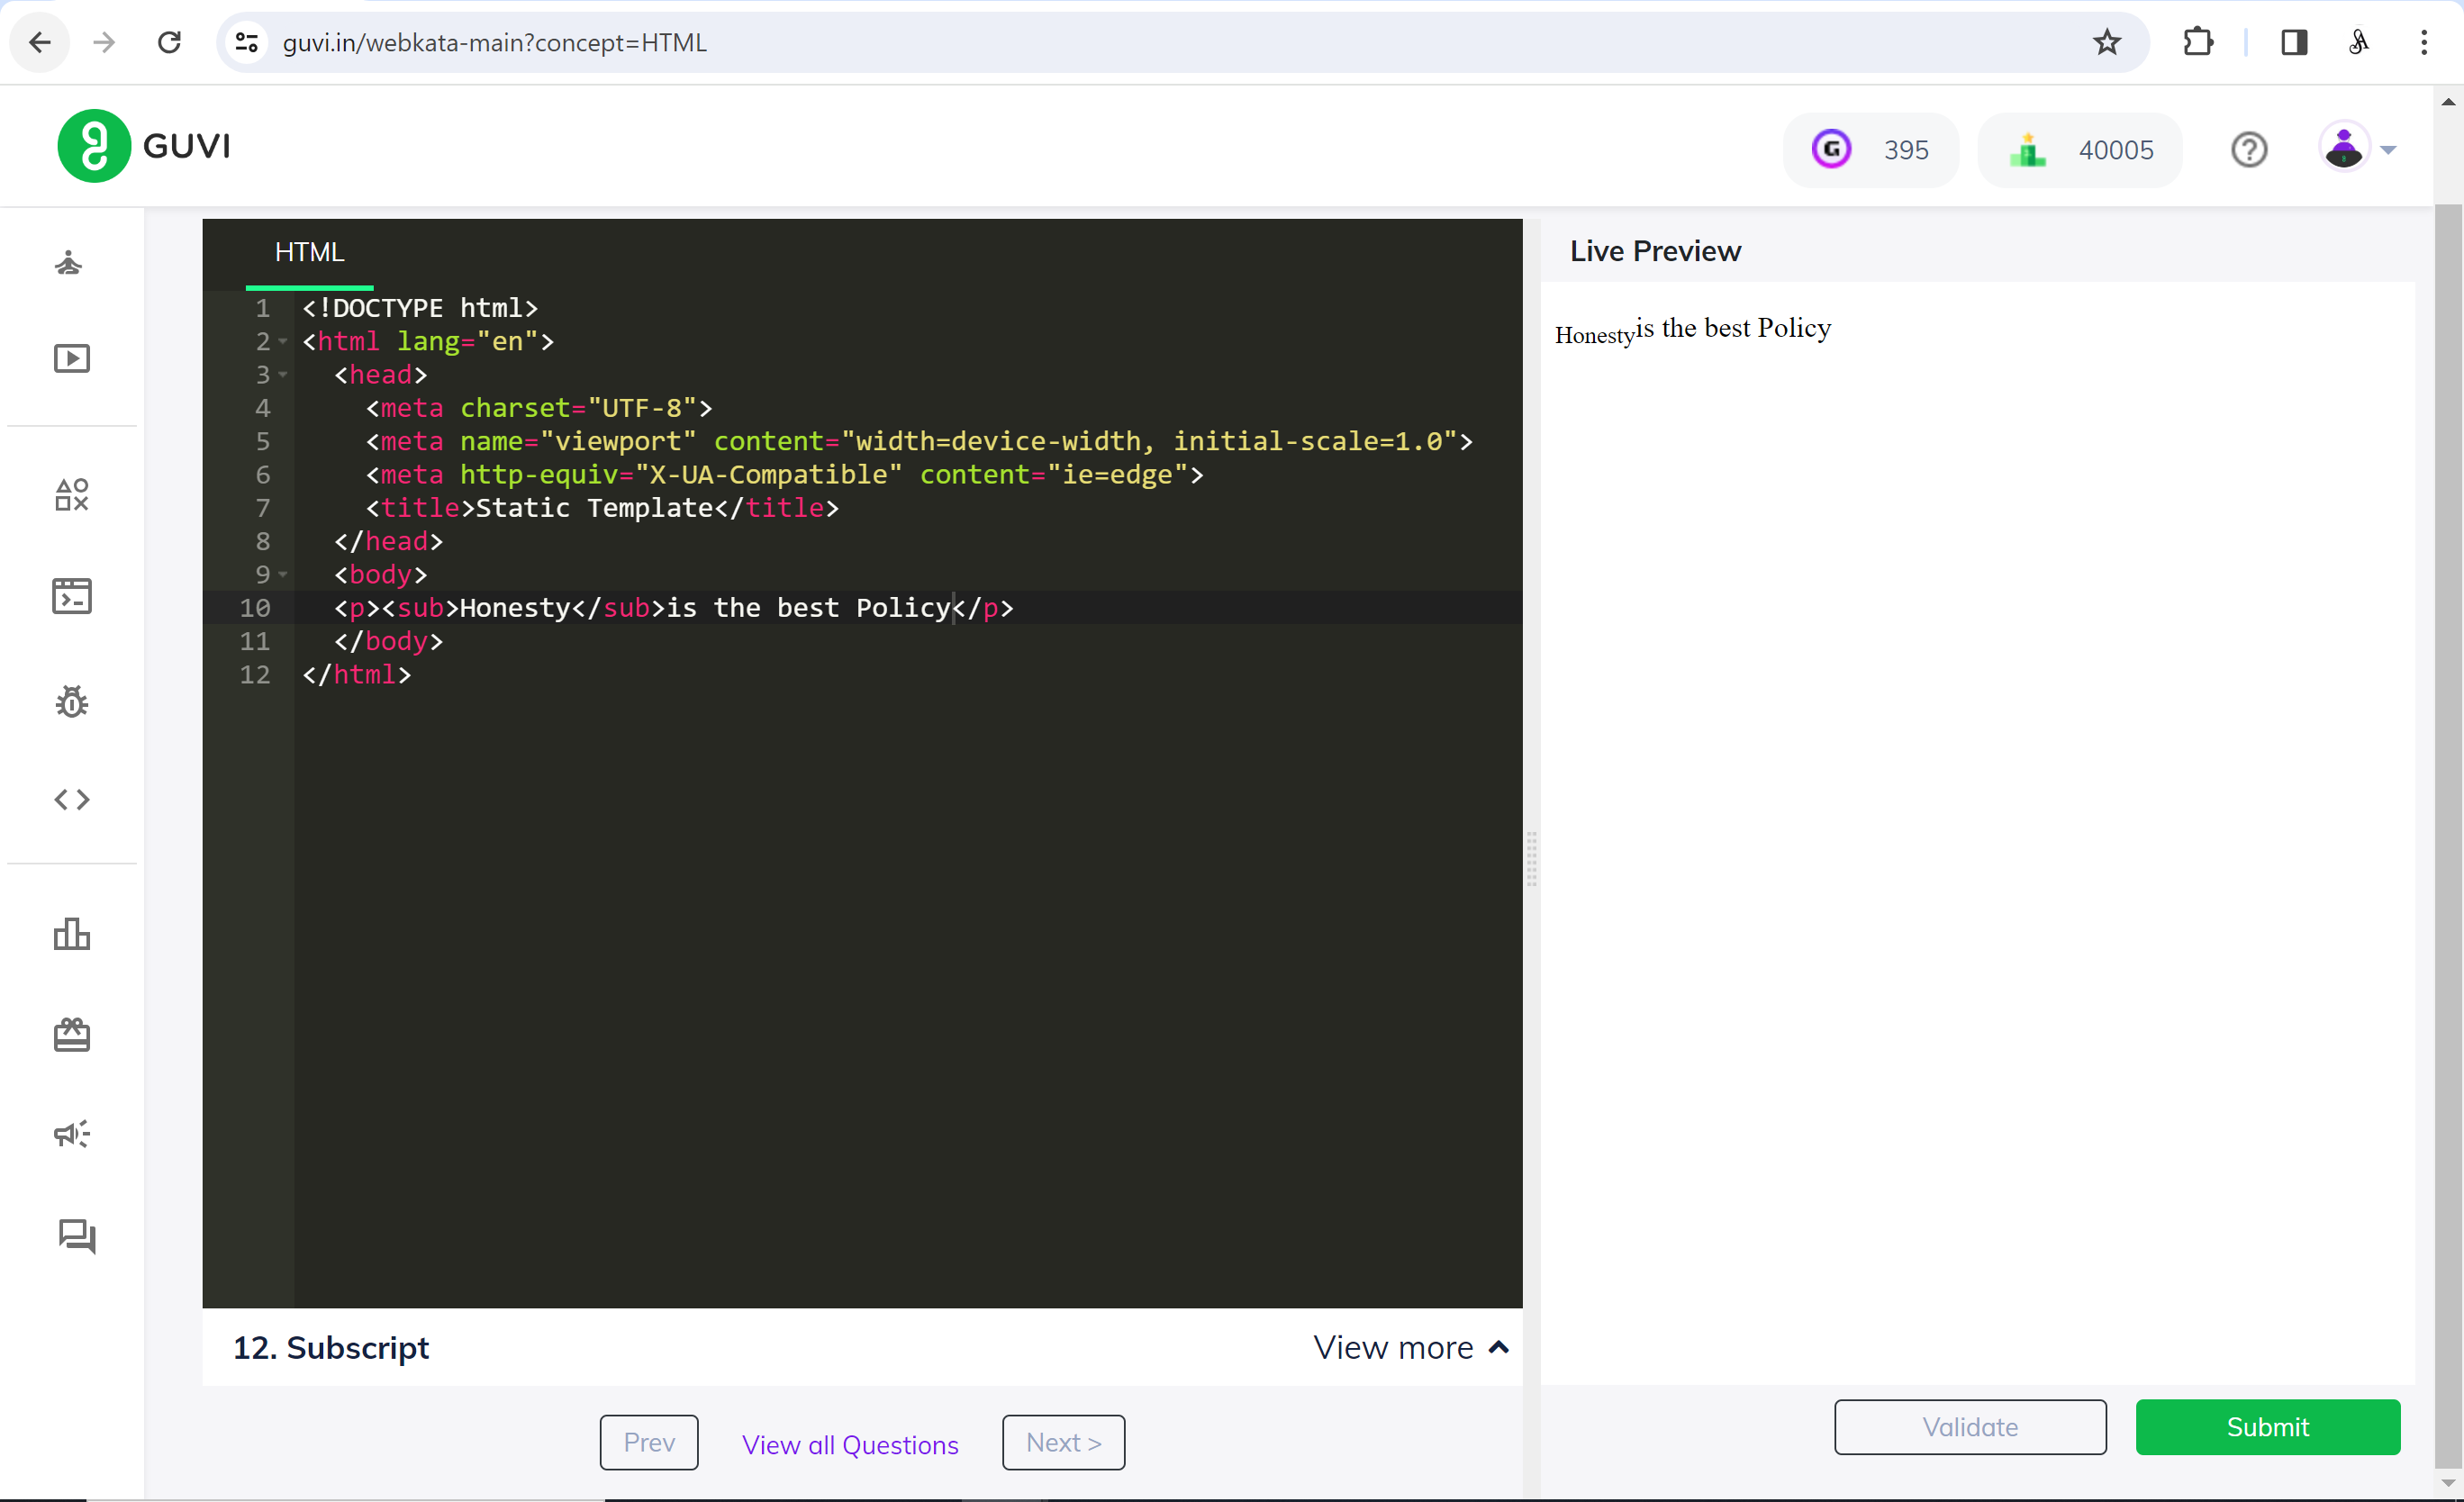 guvi.in/webkata-main?concept=HTML
GUVI
G 395
40005
HTML
1 <!DOCTYPE html>
2 <html lang="en">
3 <head>
4 <meta charset="UTF-8">
5 <meta name="viewport" content="width=device-width, initial-scale=1.0">
6 <meta http-equiv="X-UA-Compatible" content="ie=edge">
7 <title>Static Template</title>
8 </head>
9 <body>
10 <p><sub>Honesty</sub>is the best Policy</p>
11 </body>
12 </html>
Live Preview
Honestyis the best Policy
12. Subscript
View more
Prev
View all Questions
Next >
Validate
Submit